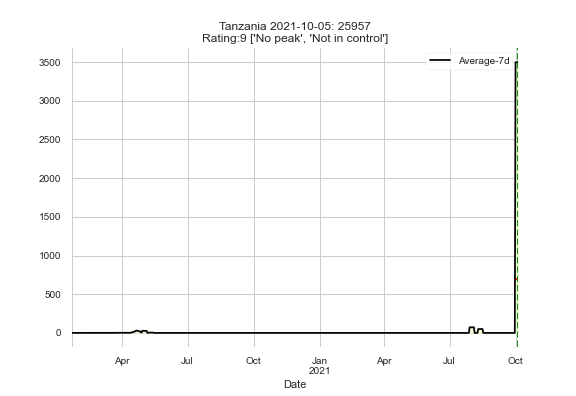 Tanzania 2021-10-05: 25957
Rating:9 ['No peak', 'Not in control']
Average-7d
3500
3000
2500
2000
1500
1000
500
0
Apr
Jul
Oct
Jan
2021
Apr
Jul
Oct
Date